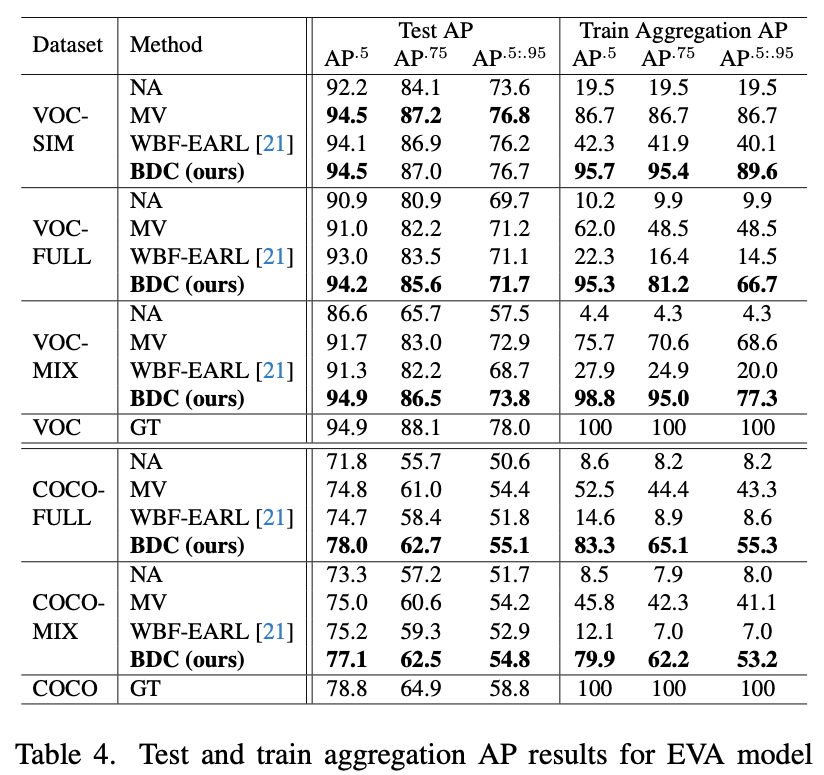 Dataset Method Test AP Train Aggregation AP
AP.5 AP.75 AP.5:.95 AP.5 AP.75 AP.5:.95
NA 92.2 84.1 73.6 19.5 19.5 19.5
VOC- MV 94.5 87.2 76.8 86.7 86.7 86.7
SIM WBF-EARL [21] 94.1 86.9 76.2 42.3 41.9 40.1
BDC (ours) 94.5 87.0 76.7 95.7 95.4 89.6
NA 90.9 80.9 69.7 10.2 9.9 9.9
VOC- MV 91.0 82.2 71.2 62.0 48.5 48.5
FULL WBF-EARL [21] 93.0 83.5 71.1 22.3 16.4 14.5
BDC (ours) 94.2 85.6 71.7 95.3 81.2 66.7
NA 86.6 65.7 57.5 4.4 4.3 4.3
VOC- MV 91.7 83.0 72.9 75.7 70.6 68.6
MIX WBF-EARL [21] 91.3 82.2 68.7 27.9 24.9 20.0
BDC (ours) 94.9 86.5 73.8 98.8 95.0 77.3
VOC GT 94.9 88.1 78.0 100 100 100
NA 71.8 55.7 50.6 8.6 8.2 8.2
COCO- MV 74.8 61.0 54.4 52.5 44.4 43.3
FULL WBF-EARL [21] 74.7 58.4 51.8 14.6 8.9 8.6
BDC (ours) 78.0 62.7 55.1 83.3 65.1 55.3
NA 73.3 57.2 51.7 8.5 7.9 8.0
COCO- MV 75.0 60.6 54.2 45.8 42.3 41.1
MIX WBF-EARL [21] 75.2 59.3 52.9 12.1 7.0 7.0
BDC (ours) 77.1 62.5 54.8 79.9 62.2 53.2
COCO GT 78.8 64.9 58.8 100 100 100
Table 4. Test and train aggregation AP results for EVA model